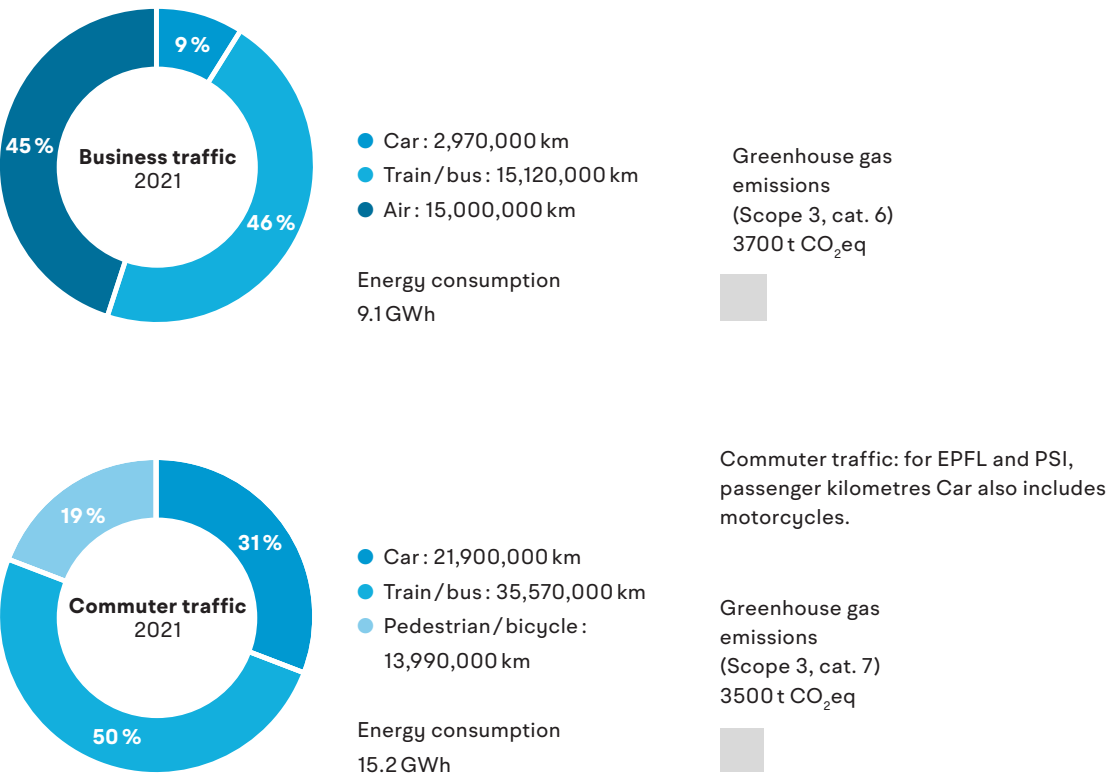 9 %
45 %
46 %
Business traffic
2021
Car: 2,970,000 km
Train/bus: 15,120,000 km
Air: 15,000,000 km
Energy consumption
9.1 GWh
Greenhouse gas
emissions
(Scope 3, cat. 6)
3700 t CO₂eq
19 %
31 %
50 %
Commuter traffic
2021
Car: 21,900,000 km
Train/bus: 35,570,000 km
Pedestrian/bicycle:
13,990,000 km
Energy consumption
15.2 GWh
Commuter traffic: for EPFL and PSI,
passenger kilometres Car also includes
motorcycles.
Greenhouse gas
emissions
(Scope 3, cat. 7)
3500 t CO₂eq